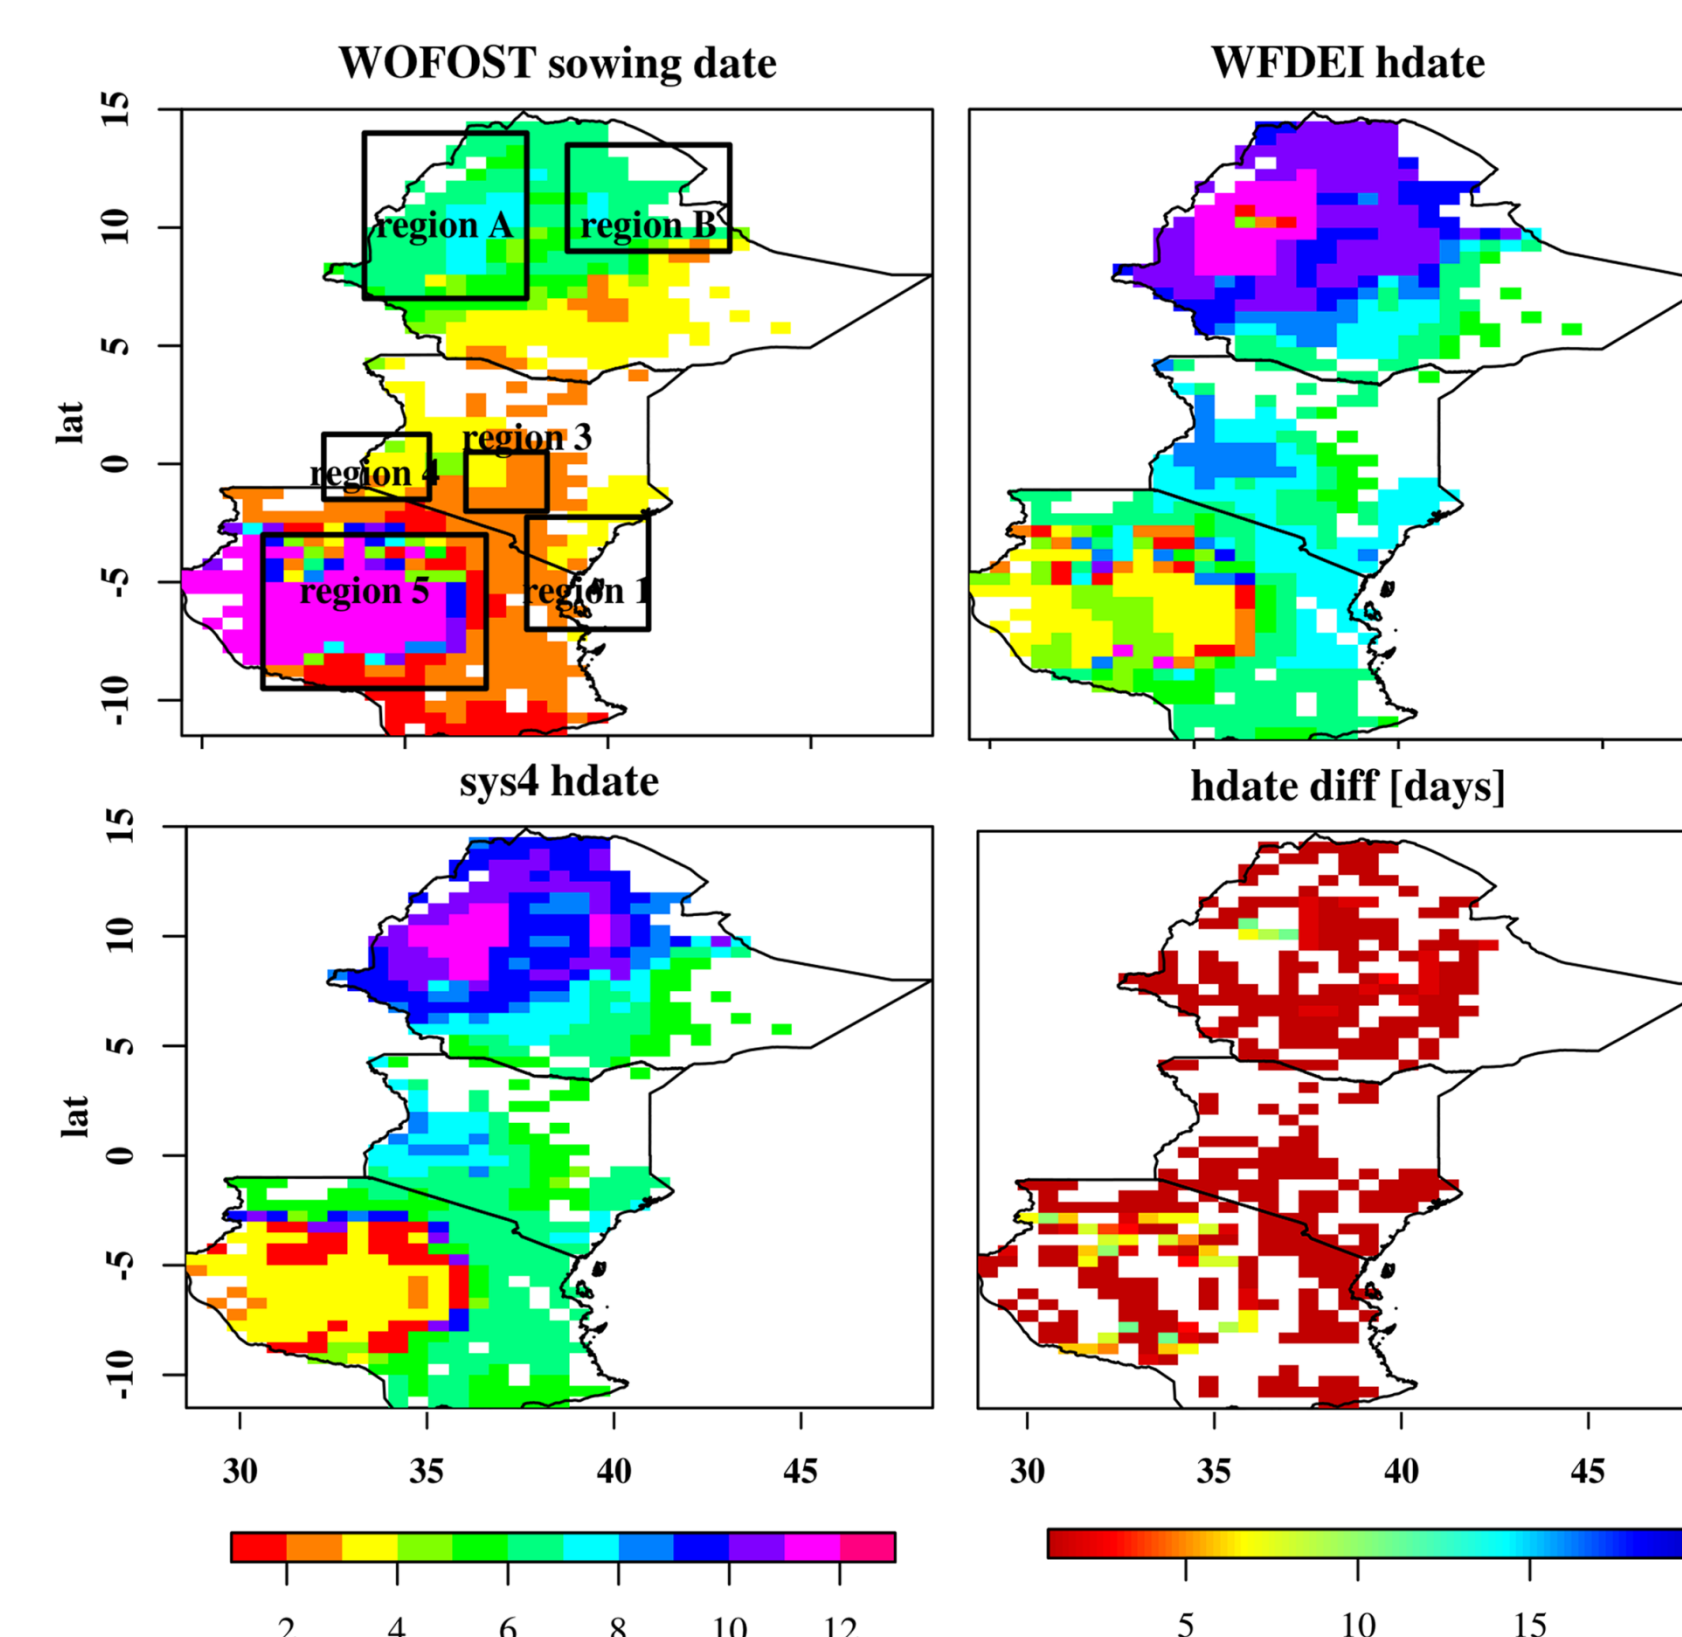 WOFOST sowing date
WFDEI hdate
lat
15
10
5
0
-5
-10
region A
region B
region 3
region 4
region 5
region 1
sys4 hdate
hdate diff [days]
lat
15
10
5
0
-5
-10
30 35 40 45
30 35 40 45
2 4 6 8 10 12
5 10 15